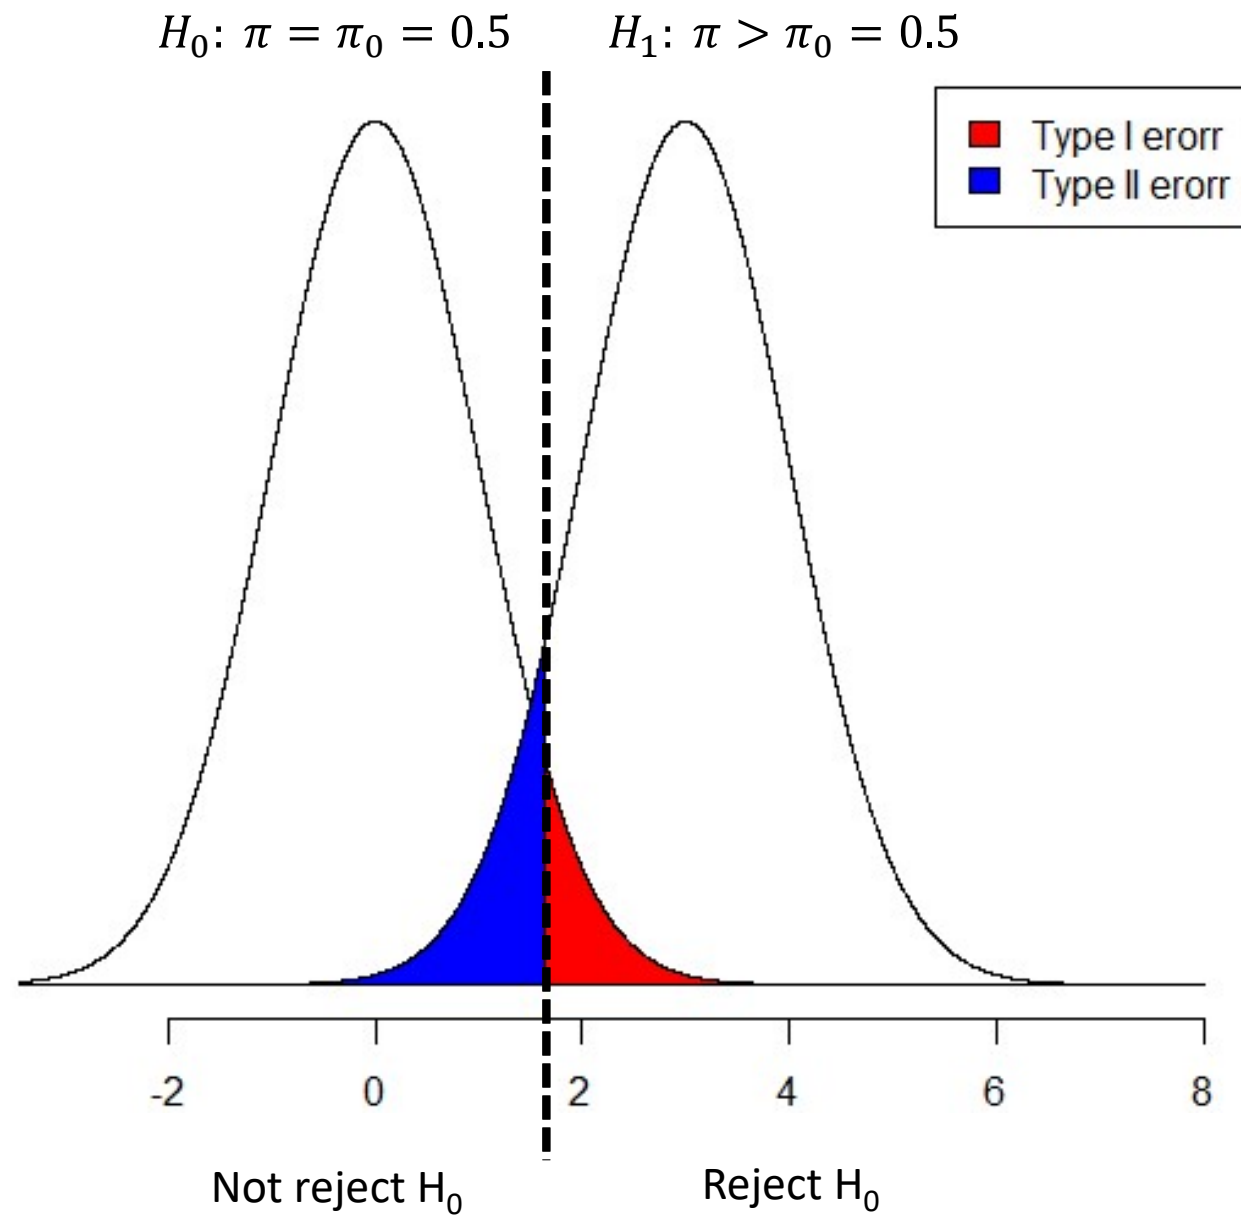 H₀: π = π₀ = 0.5
H₁: π > π₀ = 0.5
Type I erorr
Type II erorr
-2 0 2 4 6 8
Not reject H₀
Reject H₀